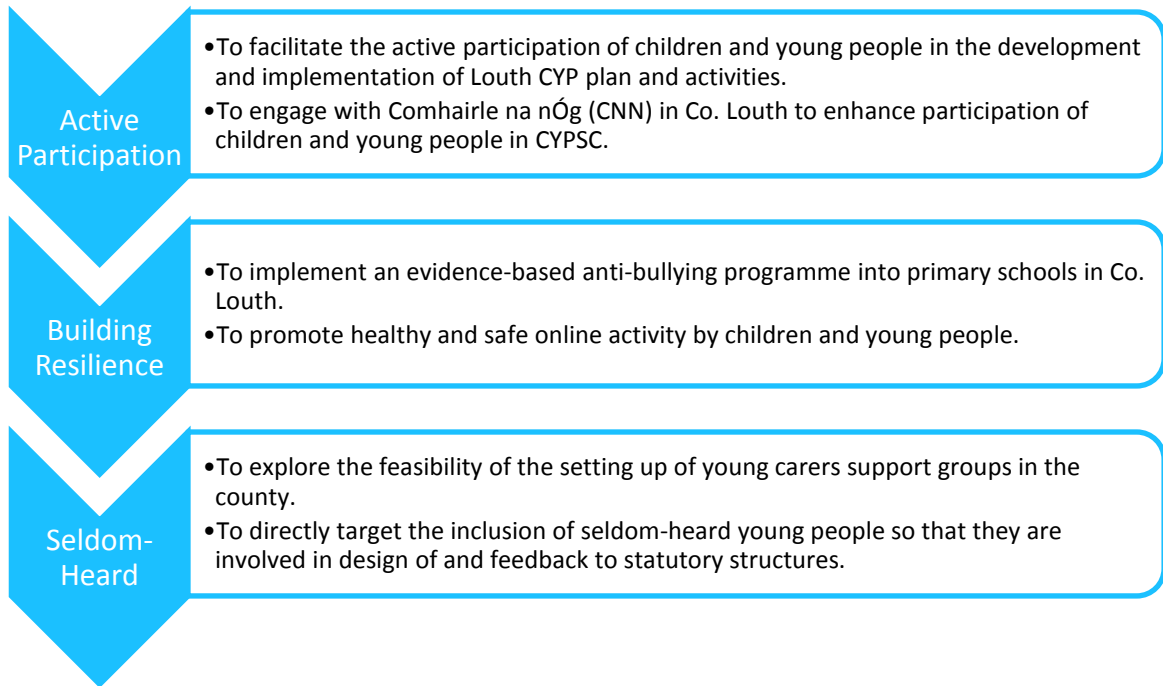 Active
Participation
•To facilitate the active participation of children and young people in the development
and implementation of Louth CYP plan and activities.
•To engage with Comhairle na nÓg (CNN) in Co. Louth to enhance participation of
children and young people in CYPSC.
Building
Resilience
•To implement an evidence-based anti-bullying programme into primary schools in Co.
Louth.
•To promote healthy and safe online activity by children and young people.
Seldom-
Heard
•To explore the feasibility of the setting up of young carers support groups in the
county.
•To directly target the inclusion of seldom-heard young people so that they are
involved in design of and feedback to statutory structures.